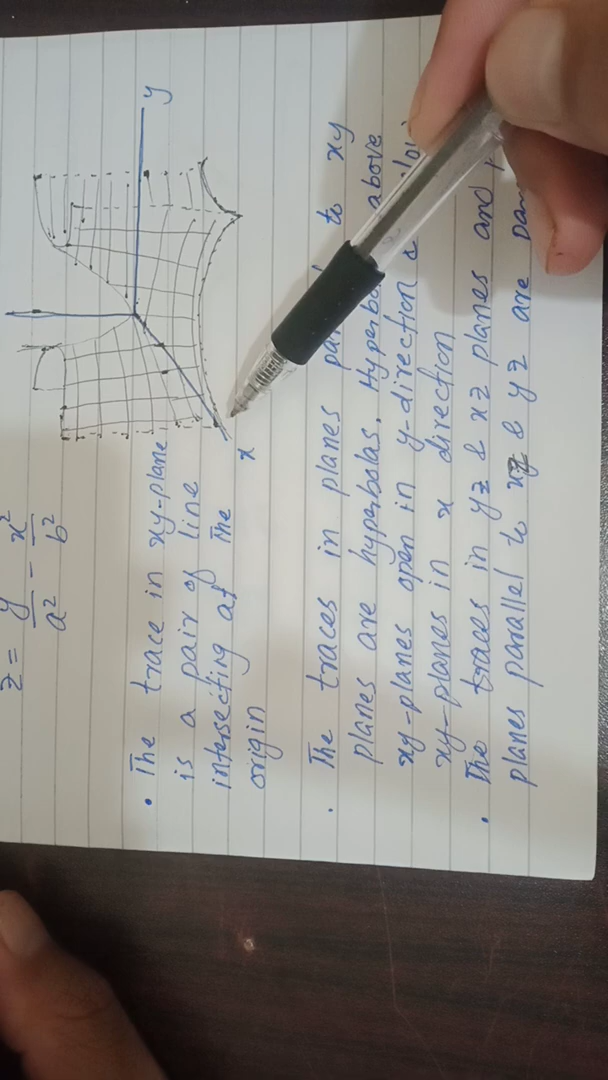 z = y/a² - x²/b²
y
x
• The trace in xy-plane
is a pair of line
intersecting at the
origin
• The traces in planes to xy
planes are hyperbolas. Hyperbo above
xy-planes open in y-direction &
xy-planes in x direction
• The traces in yz & xz planes and
planes parallel to xz & yz are